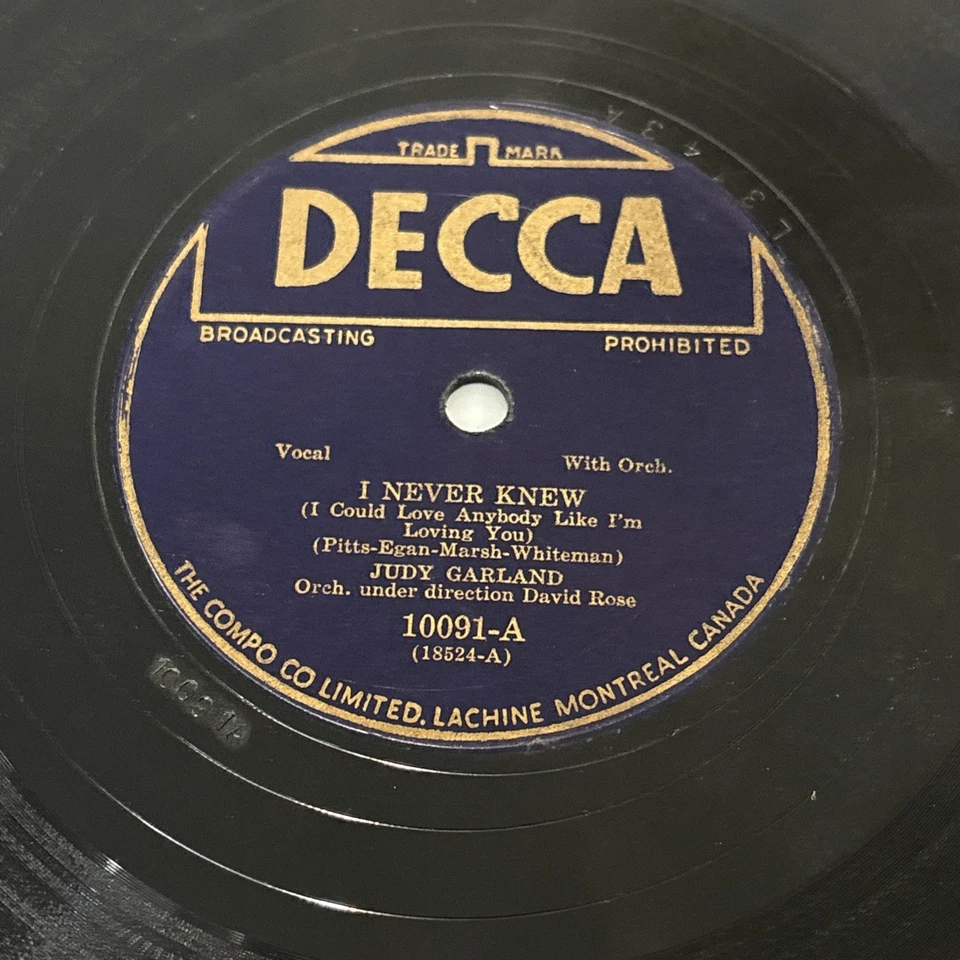 TRADE MARK
DECCA
BROADCASTING PROHIBITED
Vocal With Orch.
I NEVER KNEW
(I Could Love Anybody Like I'm
Loving You)
(Pitts-Egan-Marsh-Whiteman)
JUDY GARLAND
Orch. under direction David Rose
10091-A
(18524-A)
THE COMPO CO LIMITED. LACHINE MONTREAL CANADA